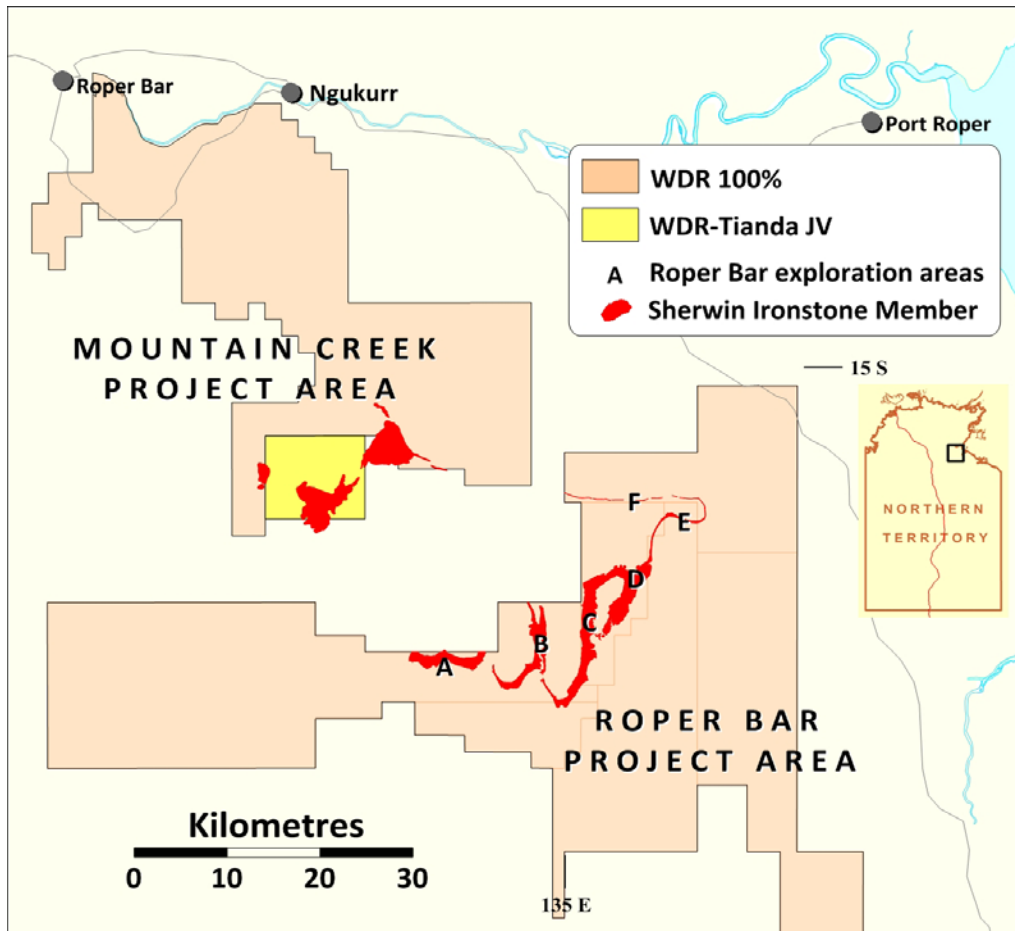 Roper Bar
Ngukurr
Port Roper
WDR 100%
WDR-Tianda JV
A Roper Bar exploration areas
Sherwin Ironstone Member
MOUNTAIN CREEK
PROJECT AREA
15 S
NORTHERN
TERRITORY
F
E
D
C
B
A
ROPER BAR
PROJECT AREA
Kilometres
0 10 20 30
135 E